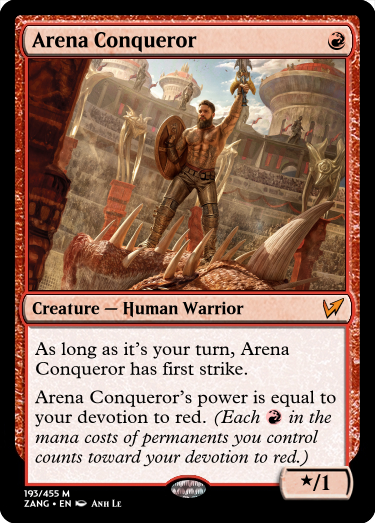 Arena Conqueror
Creature — Human Warrior
As long as it's your turn, Arena
Conqueror has first strike.
Arena Conqueror's power is equal to
your devotion to red. (Each in the
mana costs of permanents you control
counts toward your devotion to red.)
193/455 M
ZANG • EN Anh Le
★/1